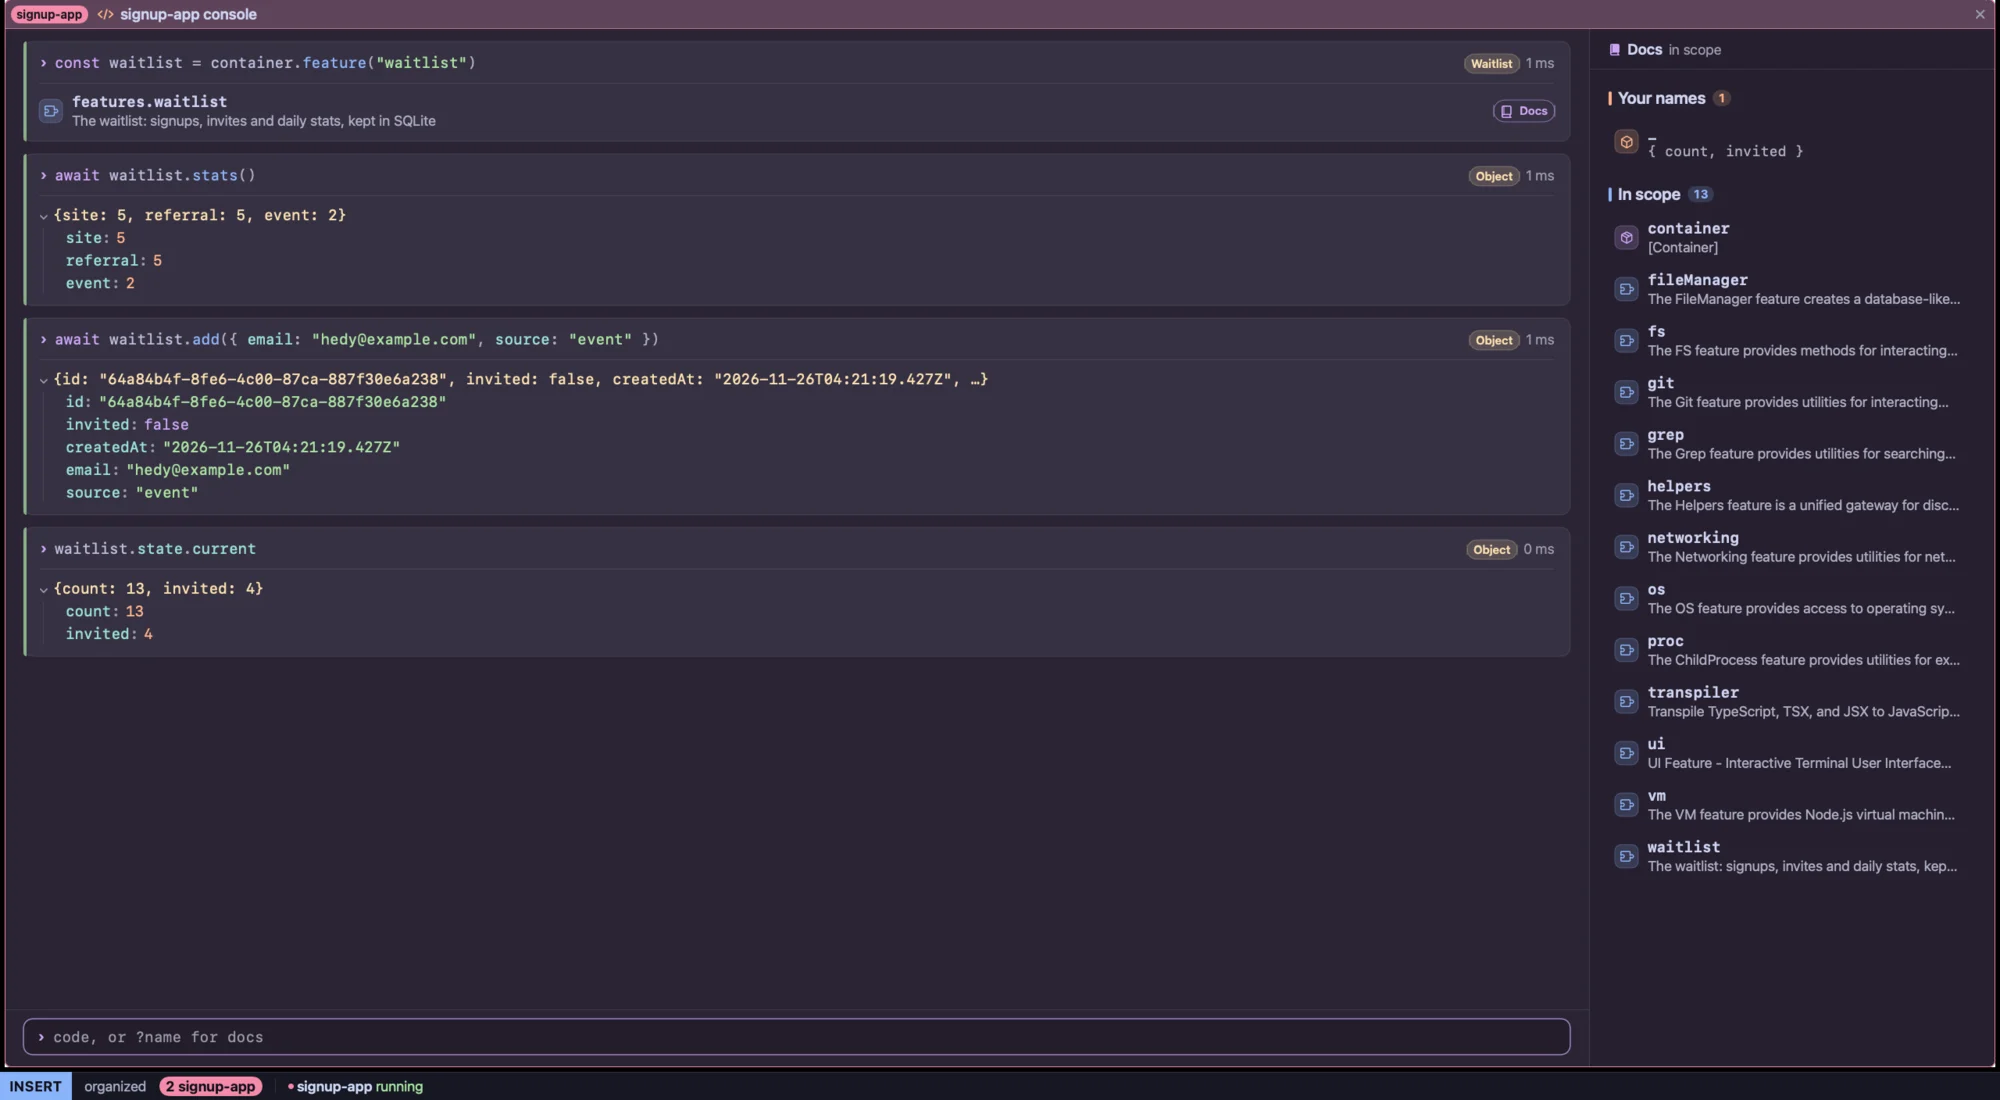 signup-app </> signup-app console
› const waitlist = container.feature("waitlist")
Waitlist 1 ms
features.waitlist
The waitlist: signups, invites and daily stats, kept in SQLite
Docs
› await waitlist.stats()
Object 1 ms
{site: 5, referral: 5, event: 2}
site: 5
referral: 5
event: 2
› await waitlist.add({ email: "hedy@example.com", source: "event" })
Object 1 ms
{id: "64a84b4f-8fe6-4c00-87ca-887f30e6a238", invited: false, createdAt: "2026-11-26T04:21:19.427Z", …}
id: "64a84b4f-8fe6-4c00-87ca-887f30e6a238"
invited: false
createdAt: "2026-11-26T04:21:19.427Z"
email: "hedy@example.com"
source: "event"
› waitlist.state.current
Object 0 ms
{count: 13, invited: 4}
count: 13
invited: 4
› code, or ?name for docs
Docs in scope
Your names 1
_
{ count, invited }
In scope 13
container
[Container]
fileManager
The FileManager feature creates a database-like...
fs
The FS feature provides methods for interacting...
git
The Git feature provides utilities for interacting...
grep
The Grep feature provides utilities for searching...
helpers
The Helpers feature is a unified gateway for disc...
networking
The Networking feature provides utilities for net...
os
The OS feature provides access to operating sy...
proc
The ChildProcess feature provides utilities for ex...
transpiler
Transpile TypeScript, TSX, and JSX to JavaScrip...
ui
UI Feature - Interactive Terminal User Interface...
vm
The VM feature provides Node.js virtual machin...
waitlist
The waitlist: signups, invites and daily stats, kep...
INSERT organized 2 signup-app • signup-app running